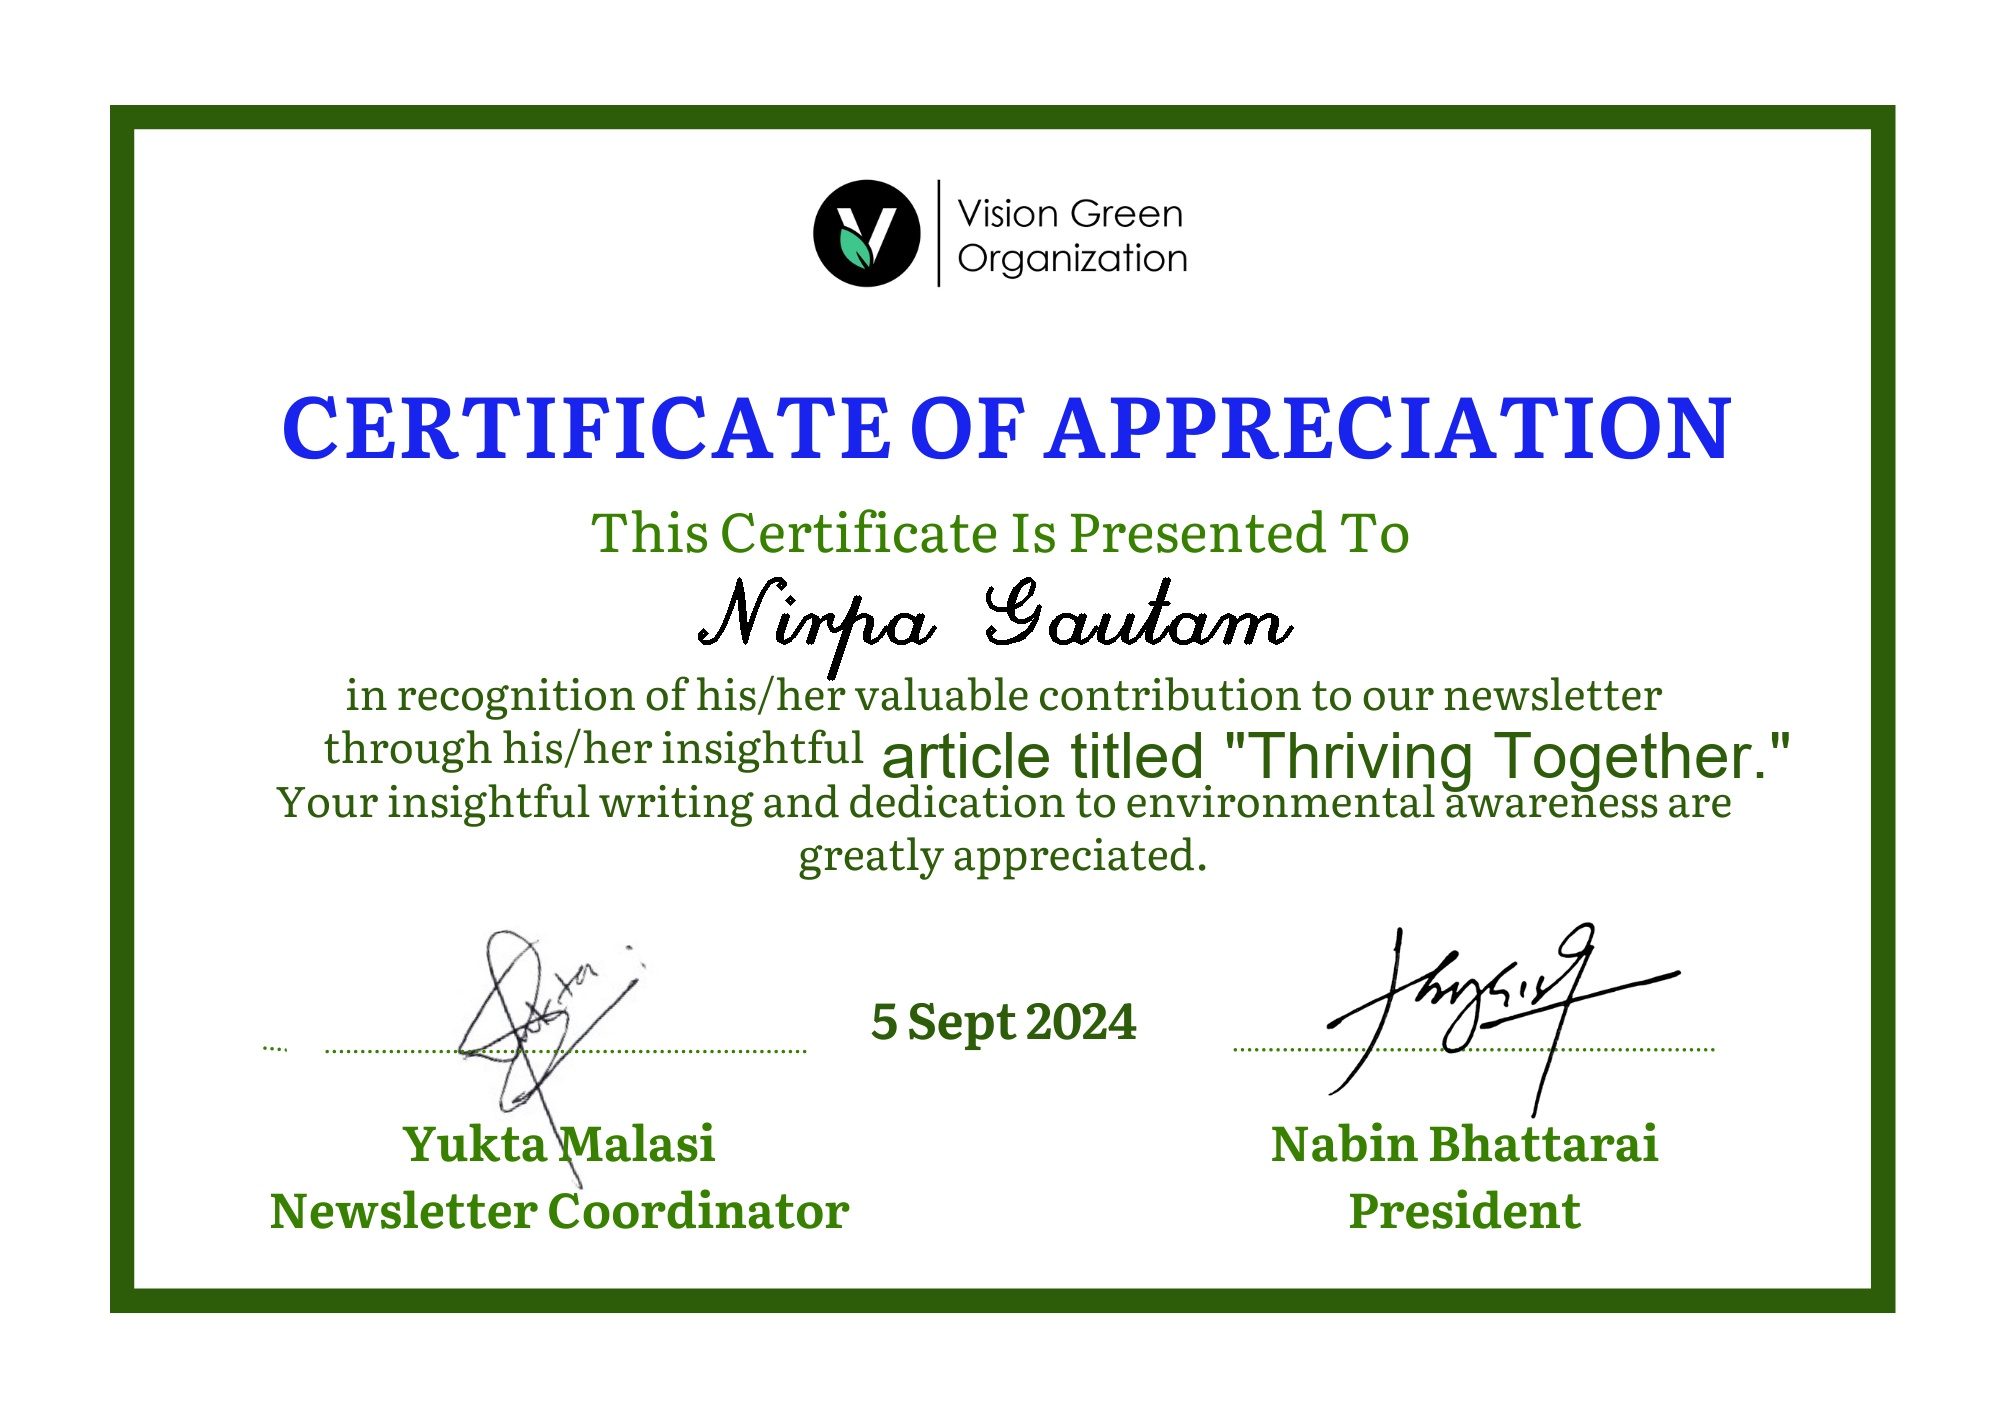 Vision Green
Organization
CERTIFICATE OF APPRECIATION
This Certificate Is Presented To
Nirpa Gautam
in recognition of his/her valuable contribution to our newsletter
through his/her insightful article titled "Thriving Together."
Your insightful writing and dedication to environmental awareness are
greatly appreciated.
5 Sept 2024
Yukta Malasi
Newsletter Coordinator
Nabin Bhattarai
President